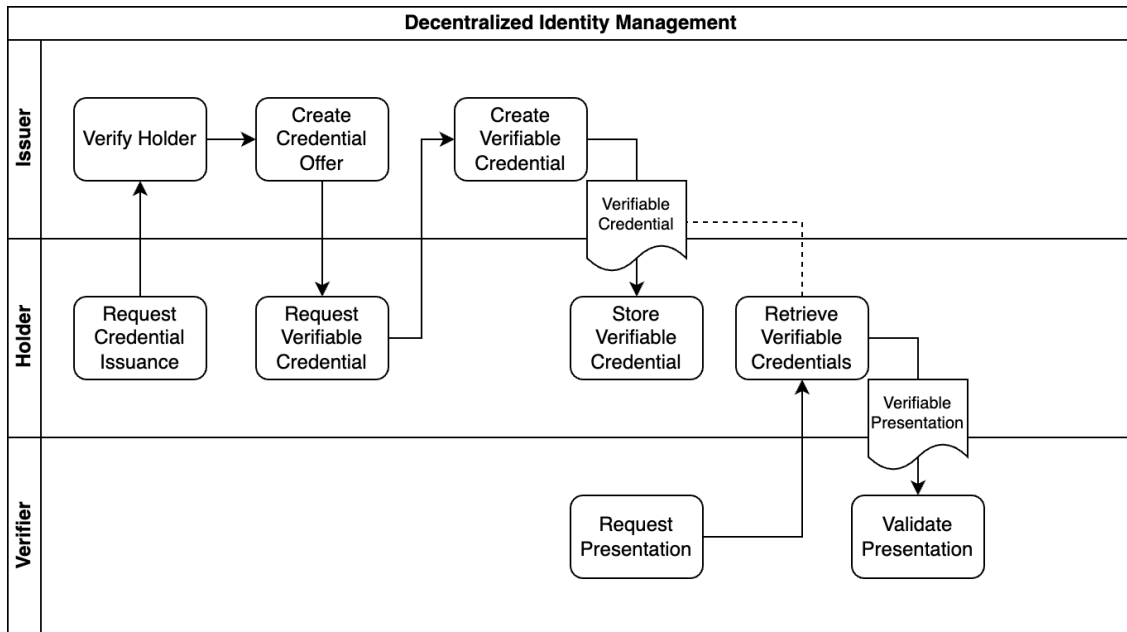 Decentralized Identity Management
Issuer
Verify Holder
Create
Credential
Offer
Create
Verifiable
Credential
Verifiable
Credential
Holder
Request
Credential
Issuance
Request
Verifiable
Credential
Store
Verifiable
Credential
Retrieve
Verifiable
Credentials
Verifiable
Presentation
Verifier
Request
Presentation
Validate
Presentation